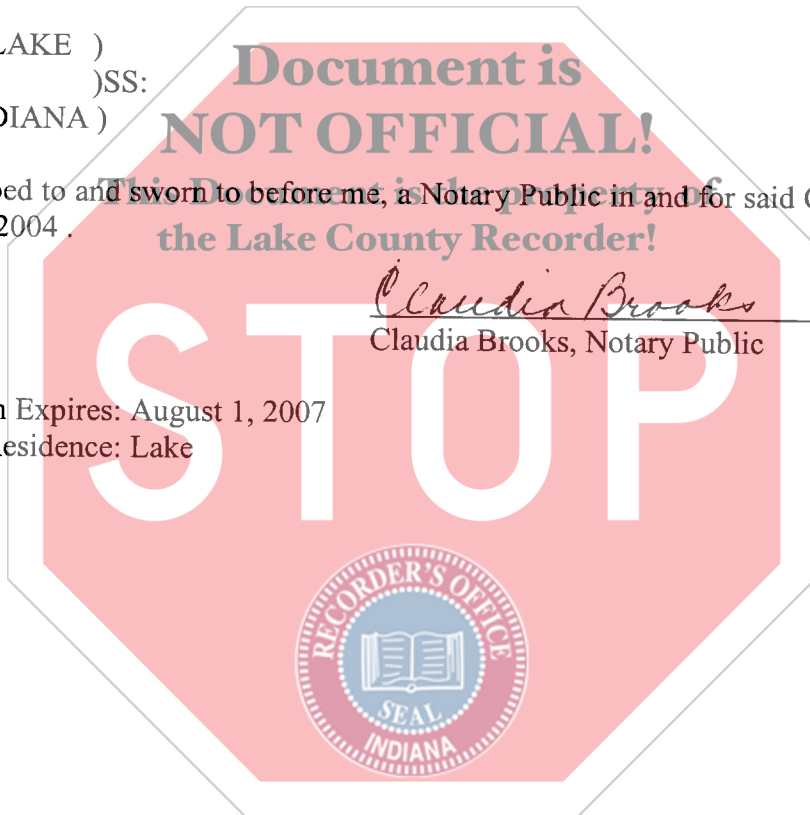 LAKE )
)SS:
DIANA )
Document is
NOT OFFICIAL!
This Document is the property of
the Lake County Recorder!
bed to and sworn to before me, a Notary Public in and for said C
2004 .
Claudia Brooks
Claudia Brooks, Notary Public
n Expires: August 1, 2007
esidence: Lake
STOP
RECORDER'S OFFICE
SEAL
INDIANA